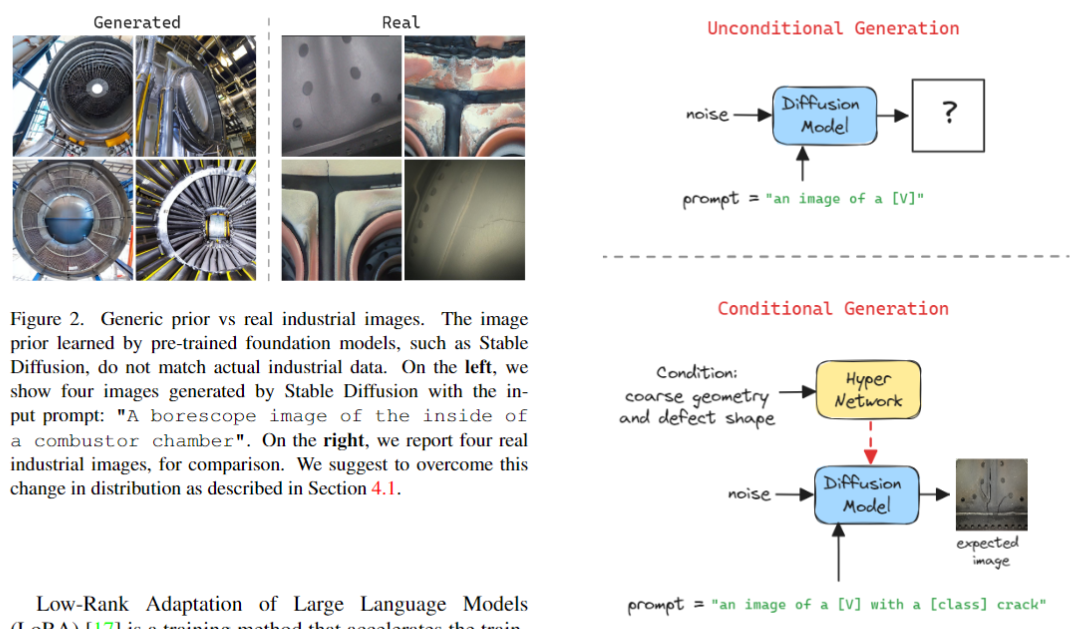 Generated
Real
Figure 2. Generic prior vs real industrial images. The image
prior learned by pre-trained foundation models, such as Stable
Diffusion, do not match actual industrial data. On the left, we
show four images generated by Stable Diffusion with the in-
put prompt: "A borescope image of the inside of
a combustor chamber". On the right, we report four real
industrial images, for comparison. We suggest to overcome this
change in distribution as described in Section 4.1.
Low-Rank Adaptation of Large Language Models
(LoRA) [17] is a training method that accelerates the train-
Unconditional Generation
noise
Diffusion
Model
?
prompt = "an image of a [V]"
Conditional Generation
Condition:
coarse geometry
and defect shape
Hyper
Network
noise
Diffusion
Model
expected
image
prompt = "an image of a [V] with a [class] crack"